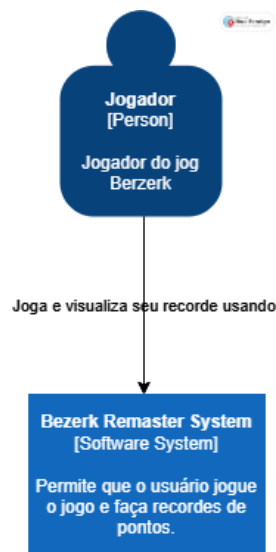 Jogador
[Person]
Jogador do jog
Berzerk
Joga e visualiza seu recorde usando
Bezerk Remaster System
[Software System]
Permite que o usuário jogue
o jogo e faça recordes de
pontos.